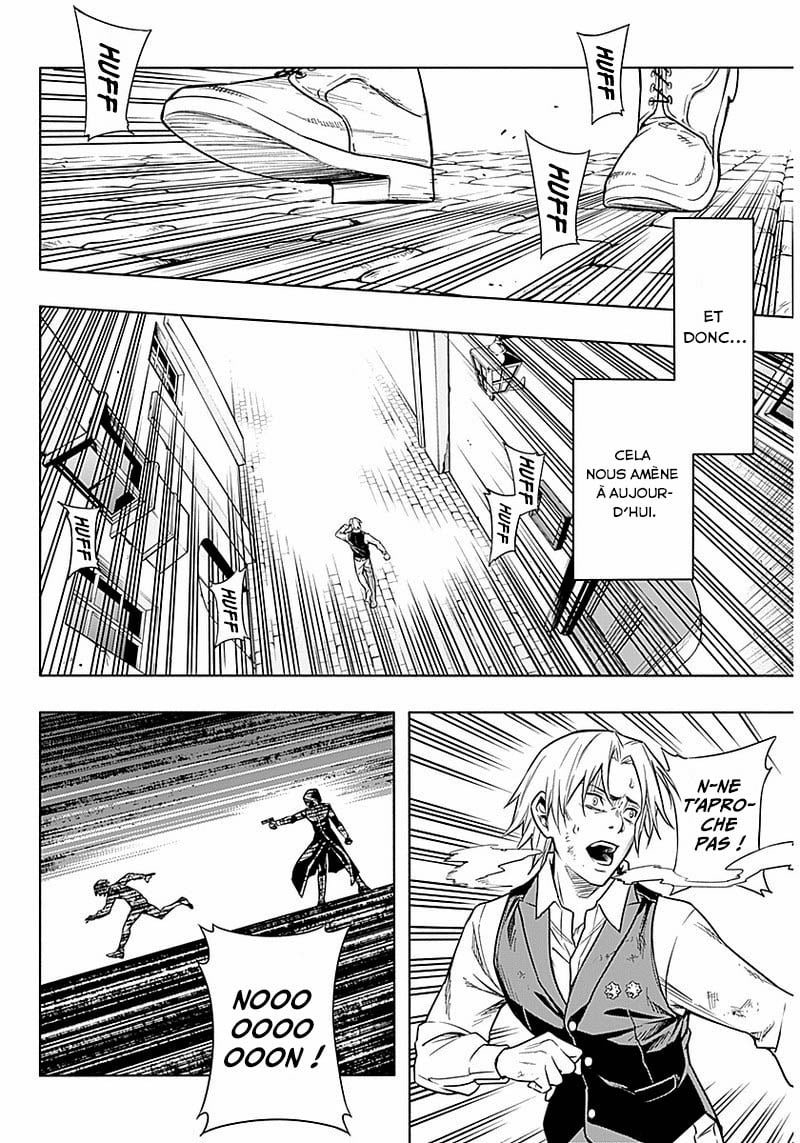 HUFF
HUFF
HUFF
ET
DONC...
CELA
NOUS AMÈNE
À AUJOUR-
D'HUI.
HUFF
HUFF
HUFF
HUFF
N-NE
T'APRO-
CHE
PAS !
NOOO
OOOO
OOON !